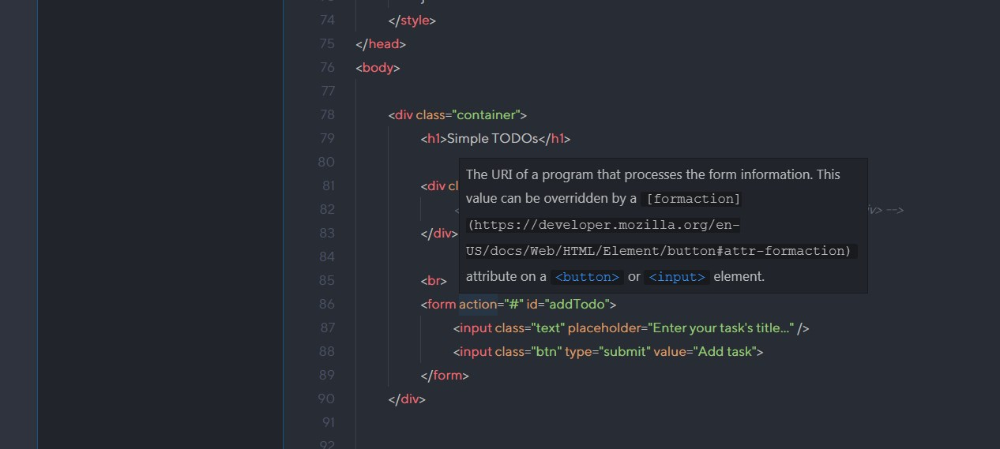 74 </style>
75 </head>
76 <body>
77
78 <div class="container">
79 <h1>Simple TODOs</h1>
80
The URI of a program that processes the form information. This
81 <div cl
value can be overridden by a [formaction]
82 < iv> -->
(https://developer.mozilla.org/en-
83 </div>
US/docs/Web/HTML/Element/button#attr-formaction)
84
attribute on a <button> or <input> element.
85 <br>
86 <form action="#" id="addTodo">
87 <input class="text" placeholder="Enter your task's title..." />
88 <input class="btn" type="submit" value="Add task">
89 </form>
90 </div>
91
92